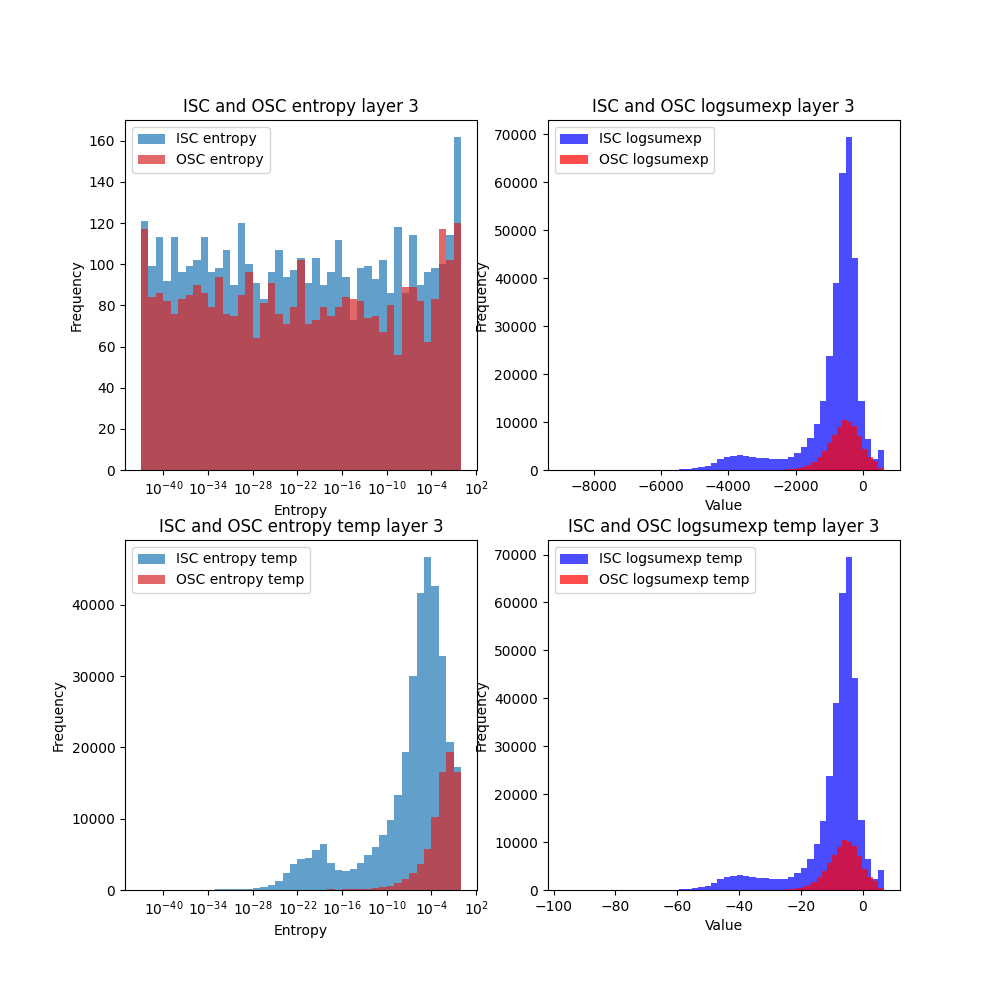 ISC and OSC entropy layer 3
ISC entropy
OSC entropy
Frequency
160
140
120
100
80
60
40
20
0
10^-40
10^-34
10^-28
10^-22
10^-16
10^-10
10^-4
10^2
Entropy
ISC and OSC logsumexp layer 3
ISC logsumexp
OSC logsumexp
Frequency
70000
60000
50000
40000
30000
20000
10000
0
−8000
−6000
−4000
−2000
0
Value
ISC and OSC entropy temp layer 3
ISC entropy temp
OSC entropy temp
Frequency
40000
30000
20000
10000
0
10^-40
10^-34
10^-28
10^-22
10^-16
10^-10
10^-4
10^2
Entropy
ISC and OSC logsumexp temp layer 3
ISC logsumexp temp
OSC logsumexp temp
Frequency
70000
60000
50000
40000
30000
20000
10000
0
−100
−80
−60
−40
−20
0
Value